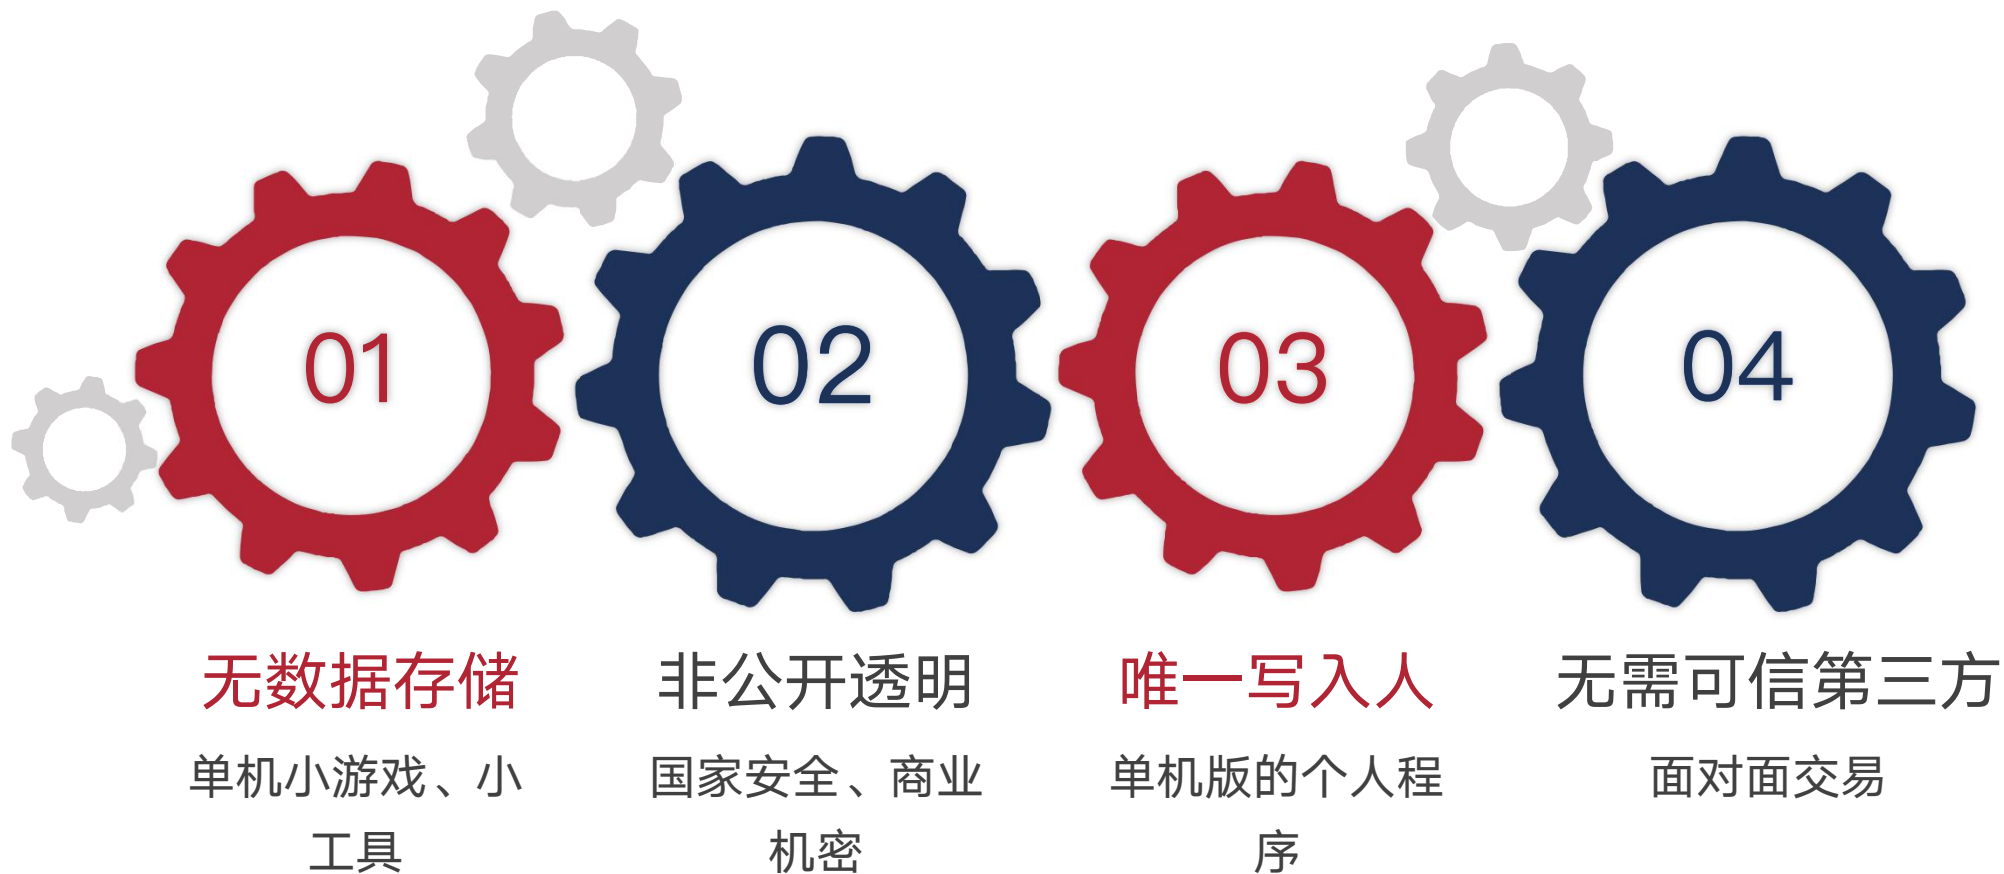 01
02
03
04
无数据存储
非公开透明
唯一写入人
无需可信第三方
单机小游戏、小
工具
国家安全、商业
机密
单机版的个人程
序
面对面交易